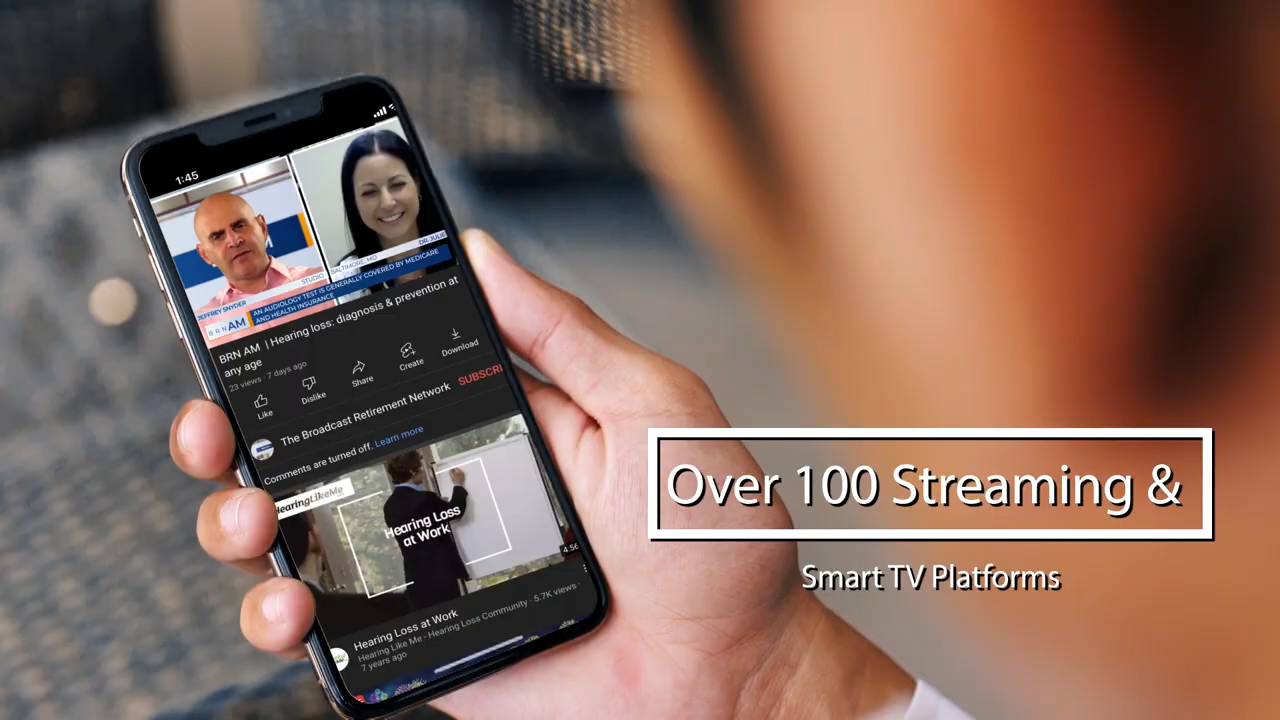 1:45
STUDIO
BALTIMORE, MD
DR. JULIE
JEFFREY SNYDER
BRN AM
AN AUDIOLOGY TEST IS GENERALLY COVERED BY MEDICARE
AND HEALTH INSURANCE
BRN AM | Hearing loss: diagnosis & prevention at
any age
23 views · 7 days ago
Like
Dislike
Share
Create
Download
The Broadcast Retirement Network
SUBSCRI
Comments are turned off. Learn more
HearingLikeMe
Hearing Loss
at Work
4:56
Hearing Loss at Work
Hearing Like Me - Hearing Loss Community · 5.7K views ·
7 years ago
Over 100 Streaming &
Smart TV Platforms